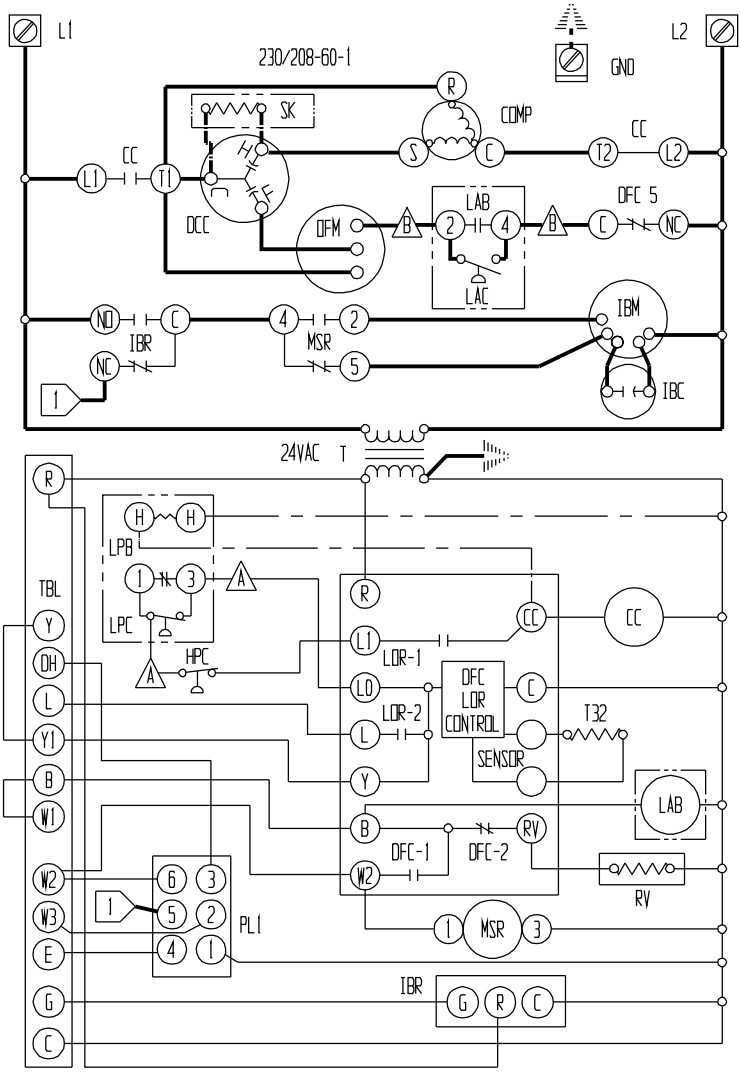 L1
L2
230/208-60-1
GND
R
SK
COMP
CC
CC
S
C
T2
L2
L1
T1
H
C
F
DCC
LAB
DFC 5
OFM
B
2
4
B
C
NC
LAC
IBM
NO
C
4
2
IBR
MSR
NC
5
1
IBC
24VAC
T
R
H
H
LPB
TBL
1
3
A
R
CC
CC
Y
LPC
L1
LOR-1
HPC
DH
A
LO
DFC
LOR
CONTROL
C
L
LOR-2
T32
Y1
L
SENSOR
B
Y
LAB
W1
B
RV
DFC-1
DFC-2
W2
6
3
W2
RV
1
5
2
W3
PL1
1
MSR
3
E
4
1
IBR
G
G
R
C
C